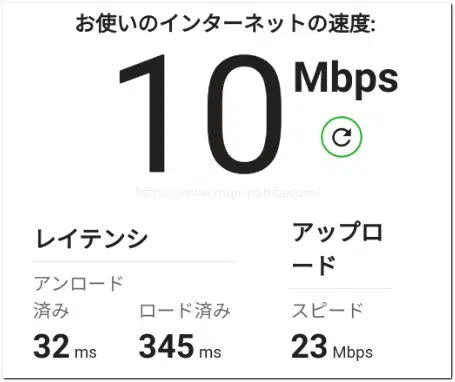 お使いのインターネットの速度:
10 Mbps
https://www.muji-nobita.com/
レイテンシ
アップロ
ード
アンロード
済み
ロード済み
スピード
32 ms
345 ms
23 Mbps